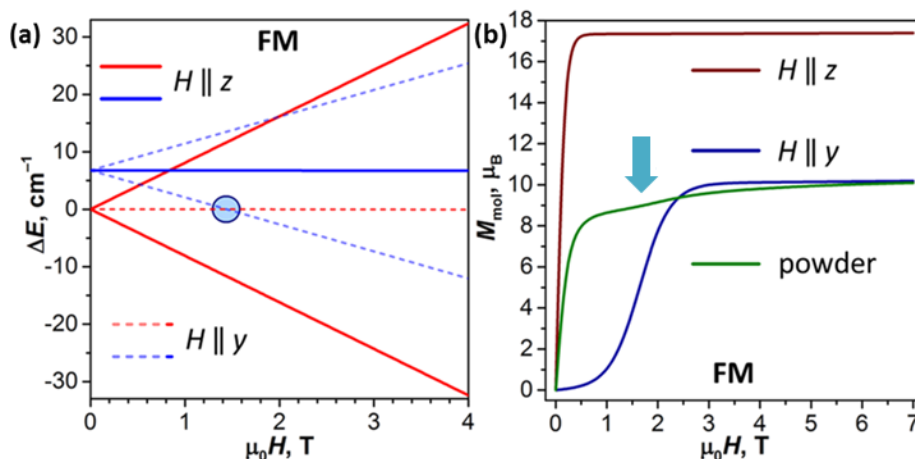 (a)
FM
H || z
H || y
ΔE, cm⁻¹
30
20
10
0
-10
-20
-30
0
1
2
3
4
μ₀H, T
(b)
H || z
H || y
powder
FM
Mmol, μB
18
16
14
12
10
8
6
4
2
0
0
1
2
3
4
5
6
7
μ₀H, T